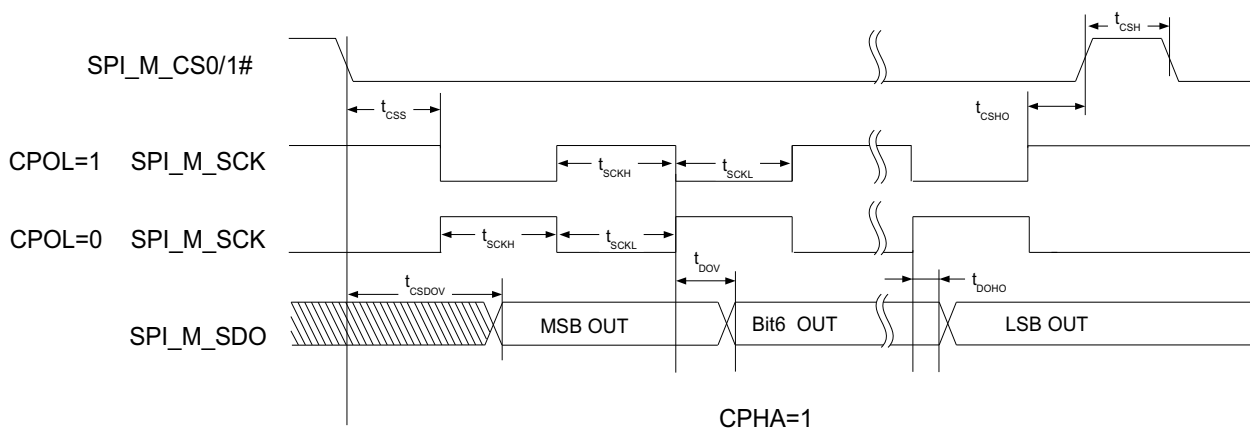 tCSH
SPI_M_CS0/1#
tCSS
tCSHO
CPOL=1 SPI_M_SCK
tSCKH
tSCKL
CPOL=0 SPI_M_SCK
tSCKH
tSCKL
tDOV
tDOHO
tCSDOV
SPI_M_SDO
MSB OUT
Bit6 OUT
LSB OUT
CPHA=1